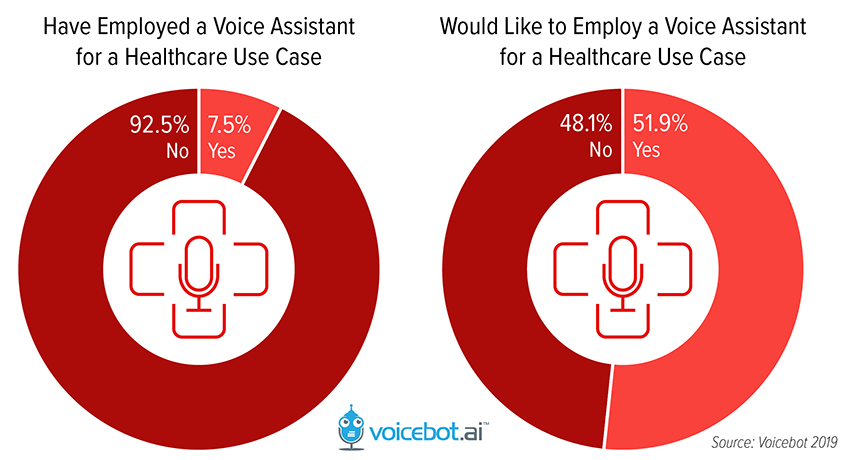 Have Employed a Voice Assistant
for a Healthcare Use Case
92.5%
No
7.5%
Yes
Would Like to Employ a Voice Assistant
for a Healthcare Use Case
48.1%
No
51.9%
Yes
voicebot.ai™
Source: Voicebot 2019